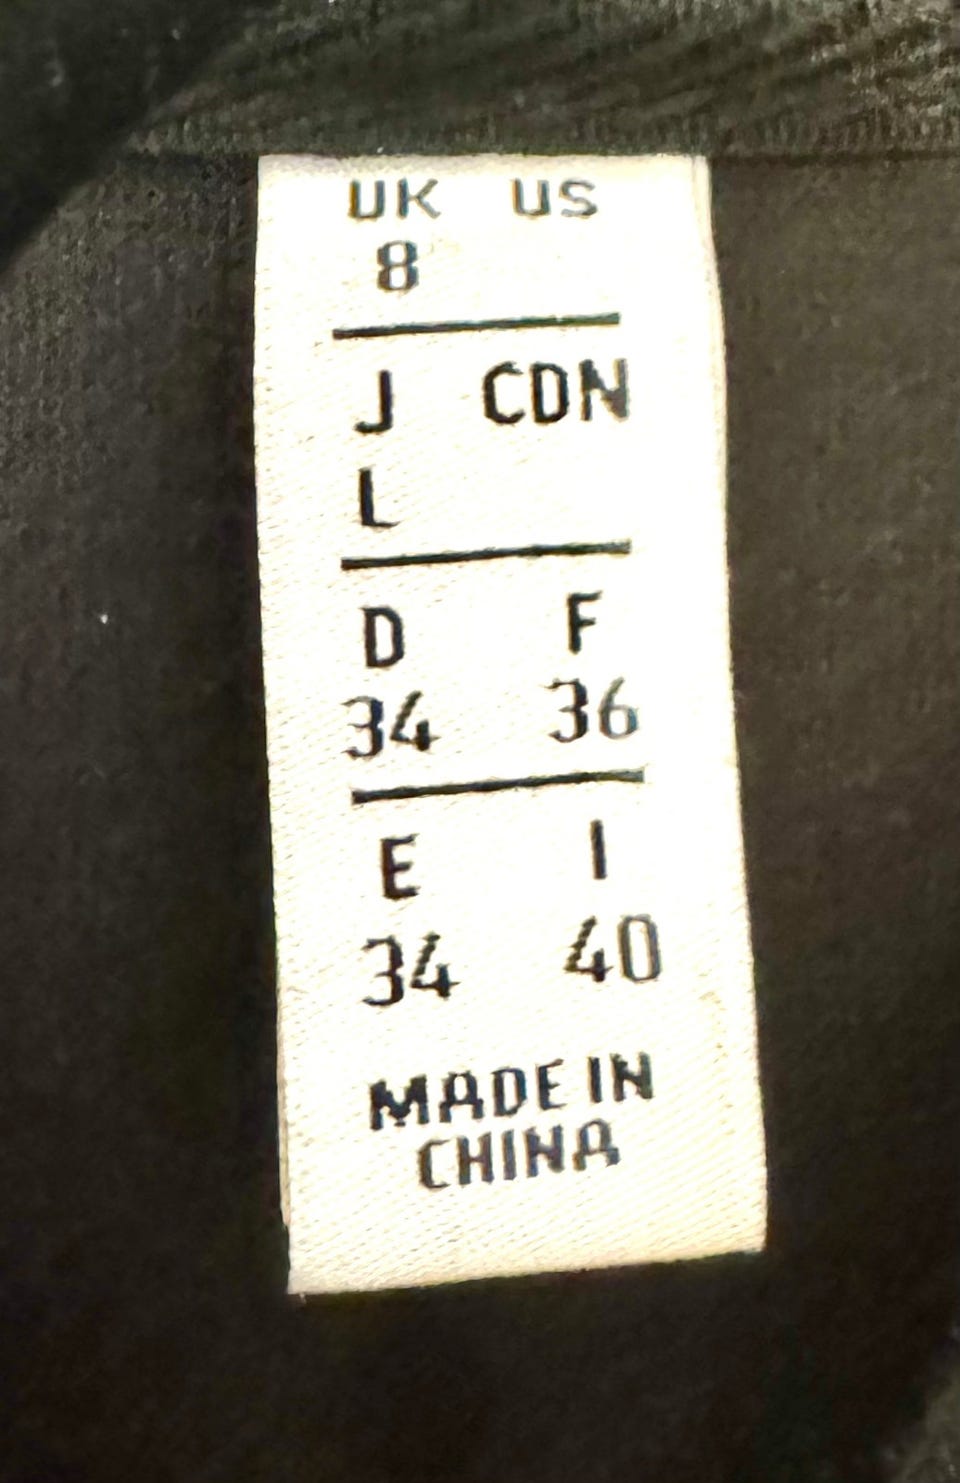 UK US
8
J CDN
L
D F
34 36
E I
34 40
MADE IN
CHINA